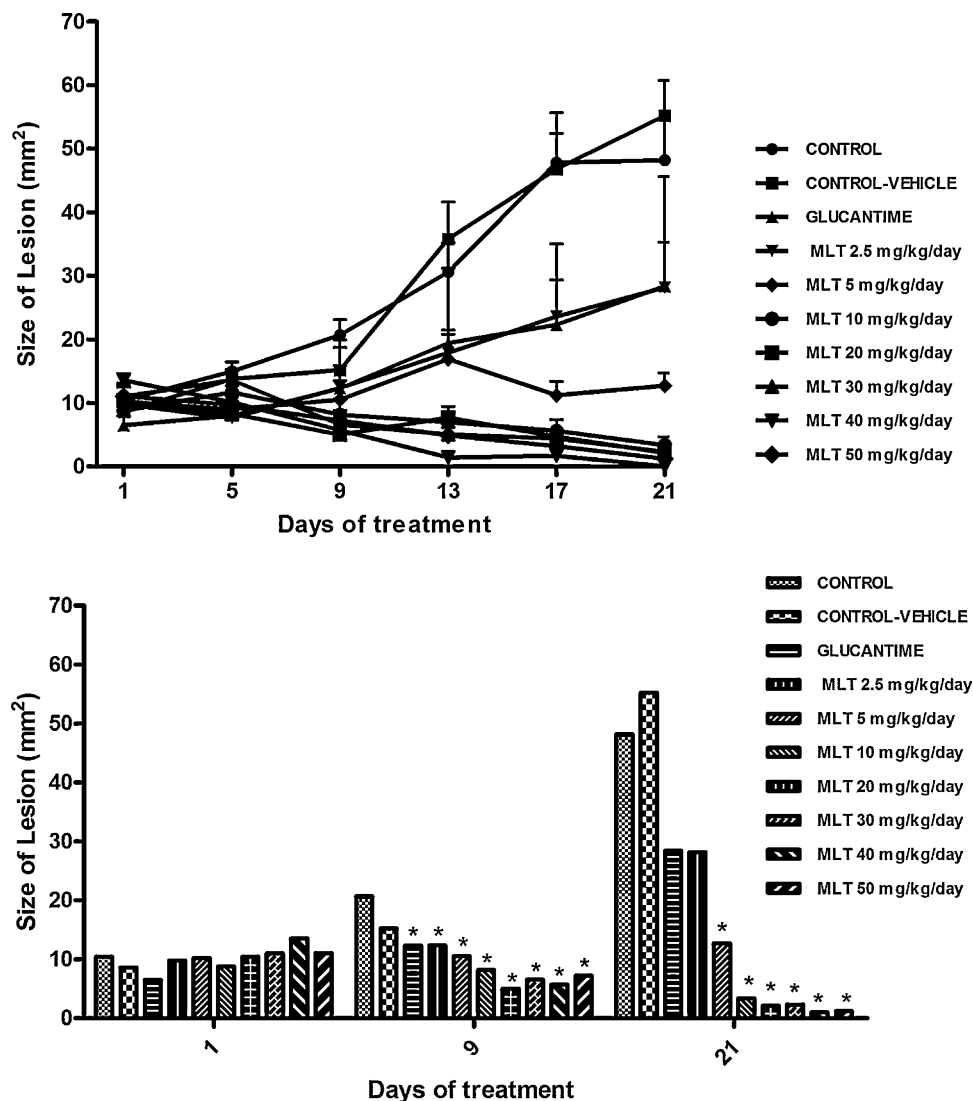 70
60
50
40
30
20
10
0
Size of Lesion (mm²)
1 5 9 13 17 21
Days of treatment
CONTROL
CONTROL-VEHICLE
GLUCANTIME
MLT 2.5 mg/kg/day
MLT 5 mg/kg/day
MLT 10 mg/kg/day
MLT 20 mg/kg/day
MLT 30 mg/kg/day
MLT 40 mg/kg/day
MLT 50 mg/kg/day
70
60
50
40
30
20
10
0
Size of Lesion (mm²)
* * * * * * * *
* * * * * *
1 9 21
Days of treatment
CONTROL
CONTROL-VEHICLE
GLUCANTIME
MLT 2.5 mg/kg/day
MLT 5 mg/kg/day
MLT 10 mg/kg/day
MLT 20 mg/kg/day
MLT 30 mg/kg/day
MLT 40 mg/kg/day
MLT 50 mg/kg/day